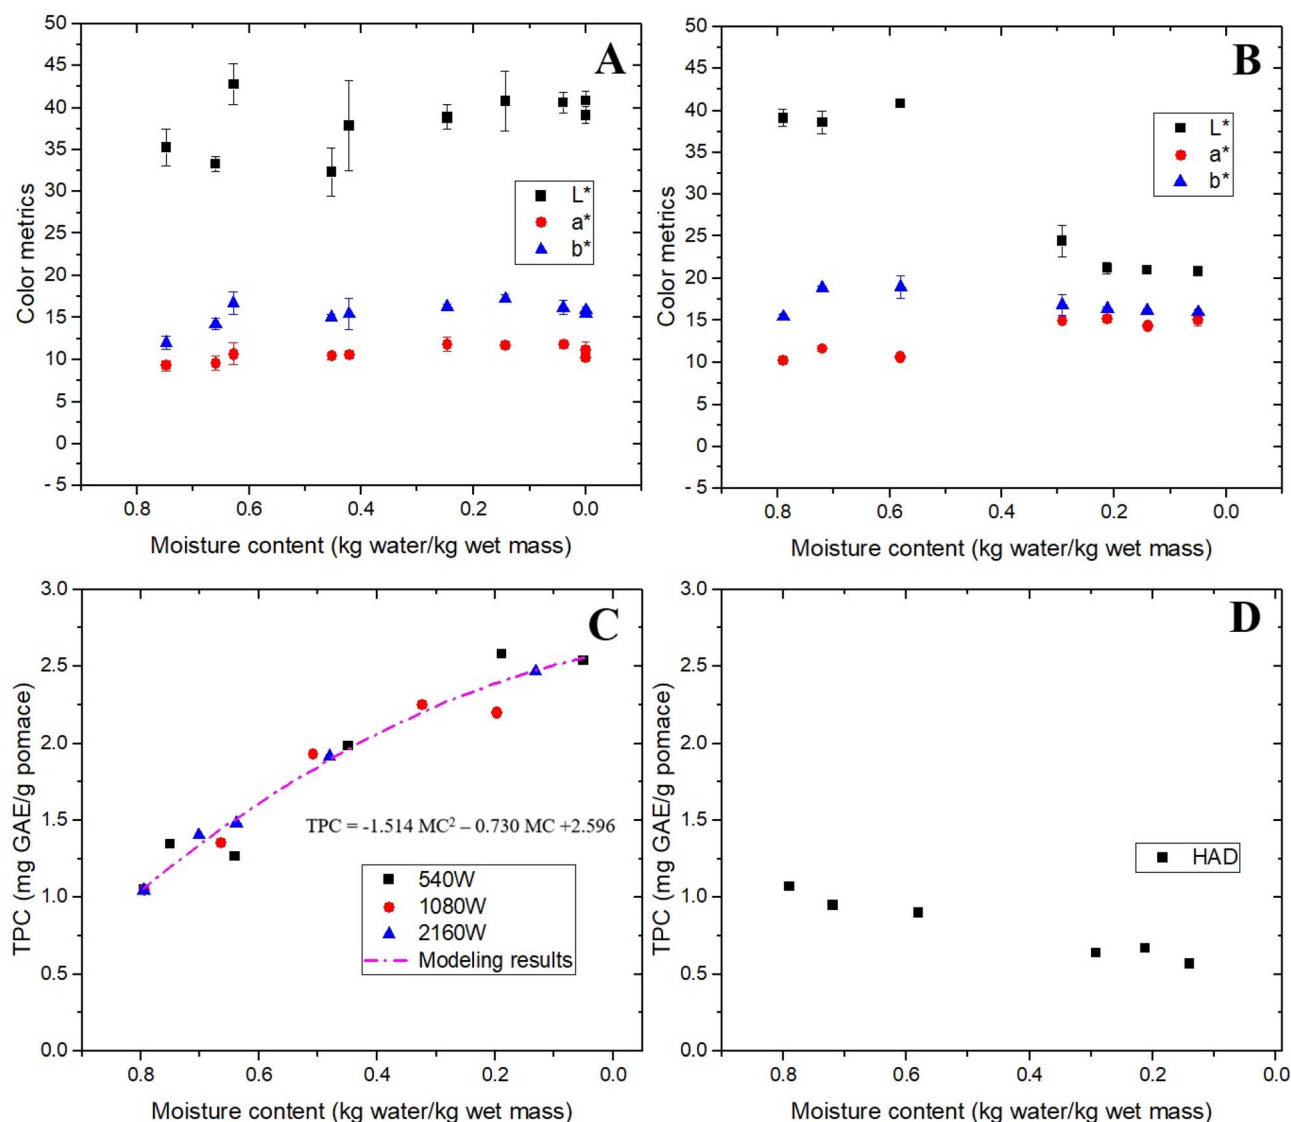 A
50
45
40
35
30
25
20
15
10
5
0
- 5
Color metrics
L*
a*
b*
0.8
0.6
0.4
0.2
0.0
Moisture content (kg water/kg wet mass)
B
50
45
40
35
30
25
20
15
10
5
0
- 5
Color metrics
L*
a*
b*
0.8
0.6
0.4
0.2
0.0
Moisture content (kg water/kg wet mass)
C
3.0
2.5
2.0
1.5
1.0
0.5
0.0
TPC (mg GAE/g pomace)
TPC = -1.514 MC² – 0.730 MC +2.596
540W
1080W
2160W
Modeling results
0.8
0.6
0.4
0.2
0.0
Moisture content (kg water/kg wet mass)
D
3.0
2.5
2.0
1.5
1.0
0.5
0.0
TPC (mg GAE/g pomace)
HAD
0.8
0.6
0.4
0.2
0.0
Moisture content (kg water/kg wet mass)